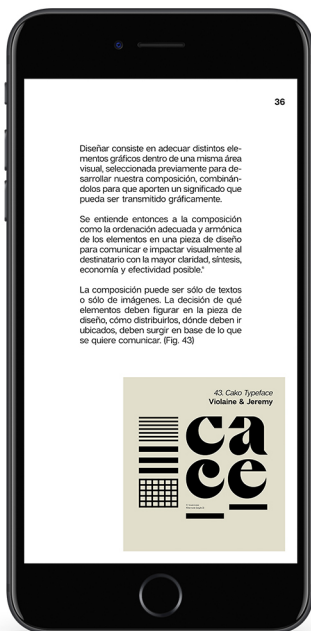 36
Diseñar consiste en adecuar distintos ele-
mentos gráficos dentro de una misma área
visual, seleccionada previamente para de-
sarrollar nuestra composición, combinán-
dolos para que aporten un significado que
pueda ser transmitido gráficamente.
Se entiende entonces a la composición
como la ordenación adecuada y armónica
de los elementos en una pieza de diseño
para comunicar e impactar visualmente al
destinatario con la mayor claridad, síntesis,
economía y efectividad posible."
La composición puede ser sólo de textos
o sólo de imágenes. La decisión de qué
elementos deben figurar en la pieza de
diseño, cómo distribuirlos, dónde deben ir
ubicados, deben surgir en base de lo que
se quiere comunicar. (Fig. 43)
43. Cako Typeface
Violaine & Jeremy
ca
ce